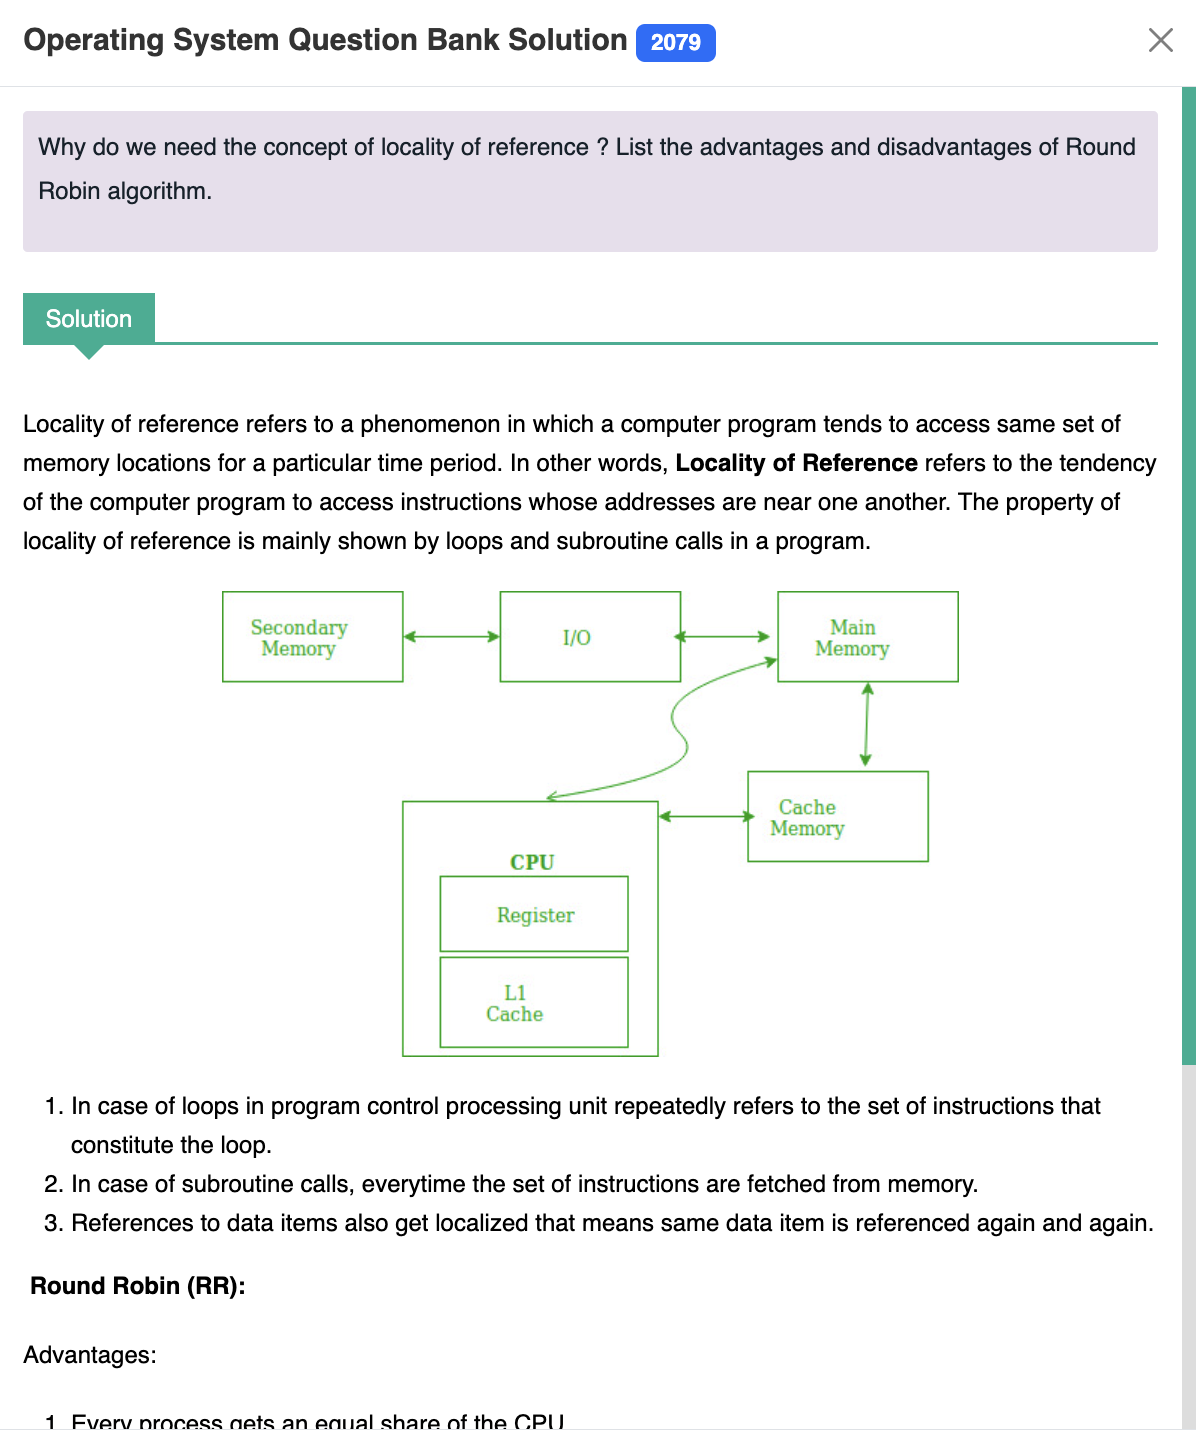 Operating System Question Bank Solution 2079
Why do we need the concept of locality of reference ? List the advantages and disadvantages of Round
Robin algorithm.
Solution
Locality of reference refers to a phenomenon in which a computer program tends to access same set of
memory locations for a particular time period. In other words, Locality of Reference refers to the tendency
of the computer program to access instructions whose addresses are near one another. The property of
locality of reference is mainly shown by loops and subroutine calls in a program.
Secondary
Memory
I/O
Main
Memory
Cache
Memory
CPU
Register
L1
Cache
1. In case of loops in program control processing unit repeatedly refers to the set of instructions that
constitute the loop.
2. In case of subroutine calls, everytime the set of instructions are fetched from memory.
3. References to data items also get localized that means same data item is referenced again and again.
Round Robin (RR):
Advantages:
1. Every process gets an equal share of the CPU